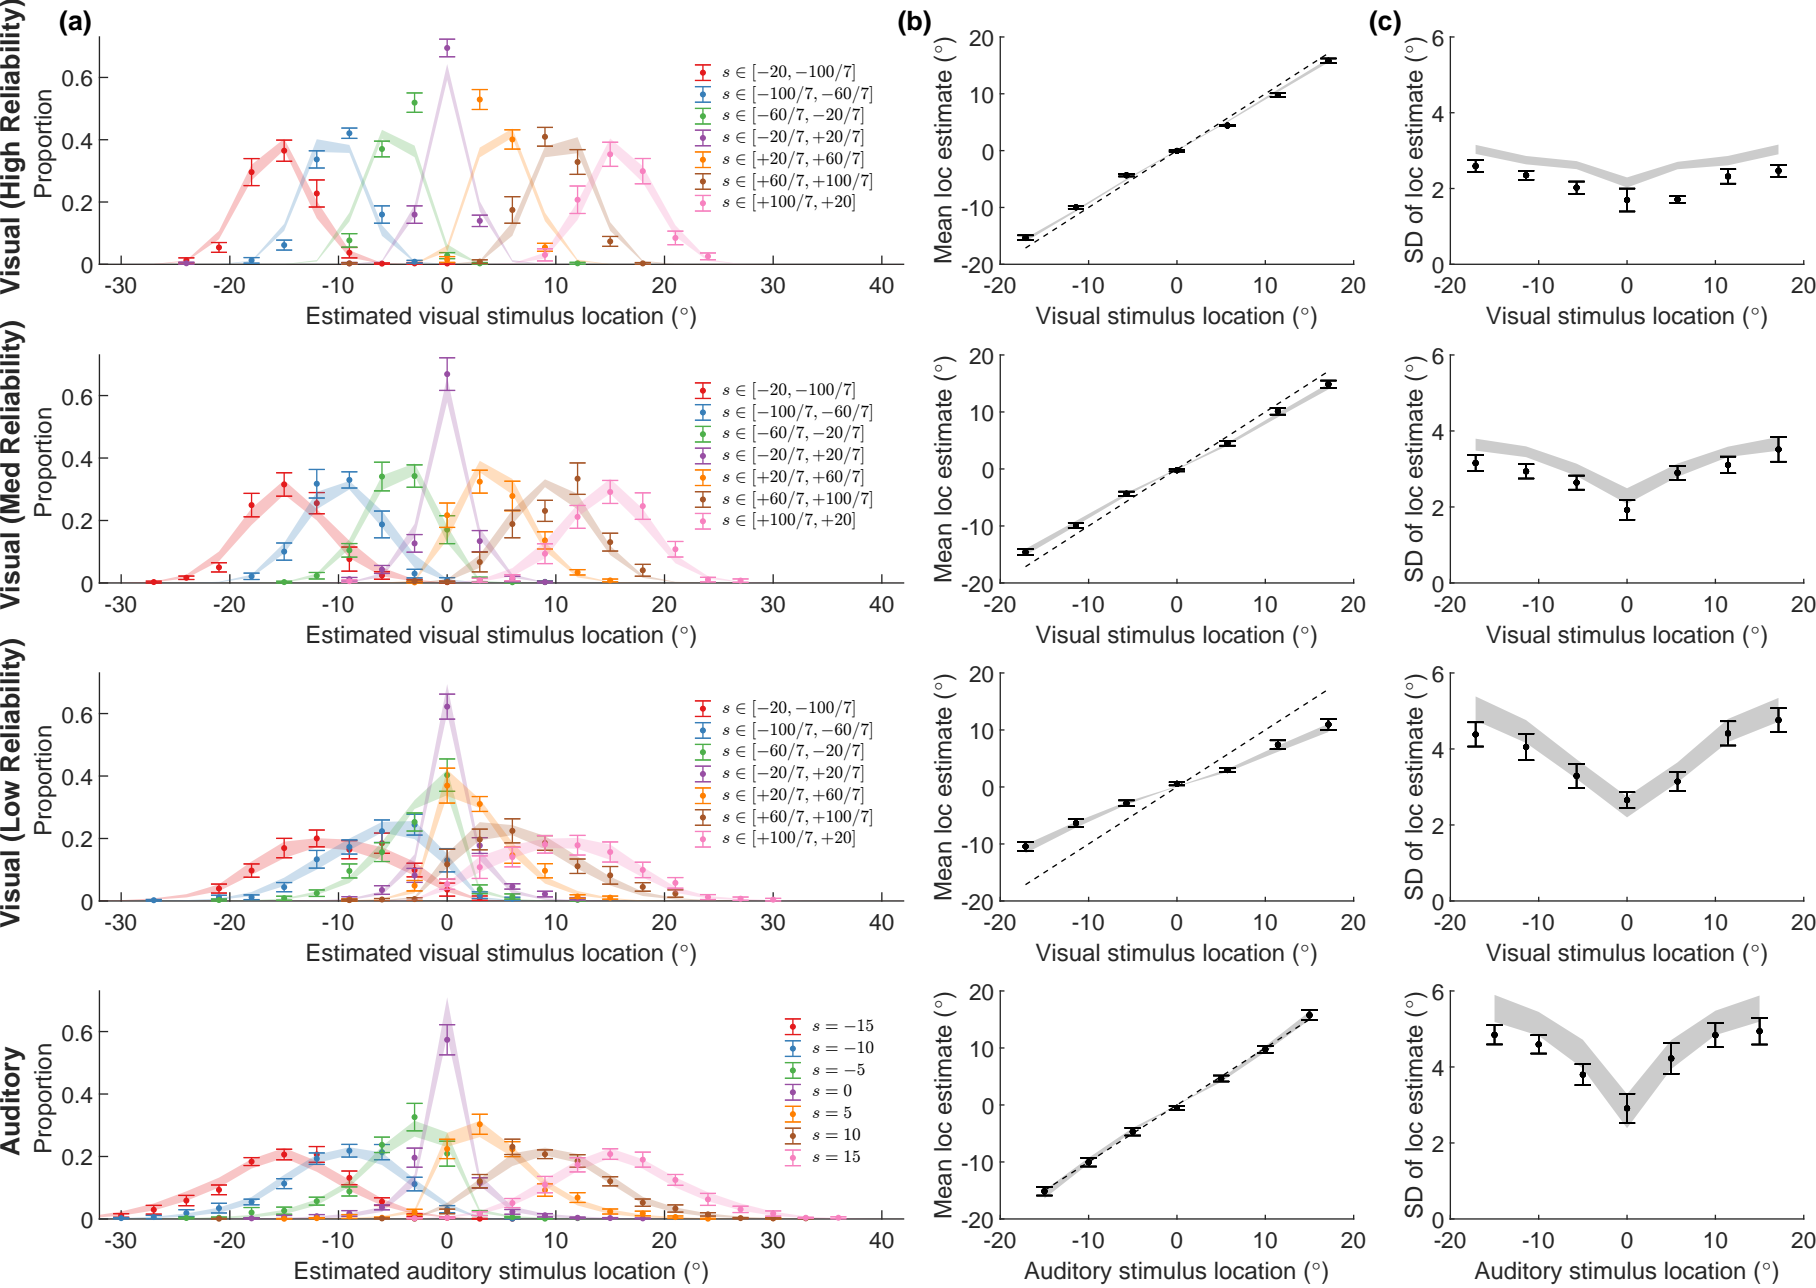 (a)
(b)
(c)
Visual (High Reliability)
Proportion
0.6
0.4
0.2
0
-30
-20
-10
0
10
20
30
40
Estimated visual stimulus location (°)
s ∈ [−20, −100/7]
s ∈ [−100/7, −60/7]
s ∈ [−60/7, −20/7]
s ∈ [−20/7, +20/7]
s ∈ [+20/7, +60/7]
s ∈ [+60/7, +100/7]
s ∈ [+100/7, +20]
Mean loc estimate (°)
20
10
0
-10
-20
-20
-10
0
10
20
Visual stimulus location (°)
SD of loc estimate (°)
6
4
2
0
-20
-10
0
10
20
Visual stimulus location (°)
Visual (Med Reliability)
Proportion
0.6
0.4
0.2
0
-30
-20
-10
0
10
20
30
40
Estimated visual stimulus location (°)
s ∈ [−20, −100/7]
s ∈ [−100/7, −60/7]
s ∈ [−60/7, −20/7]
s ∈ [−20/7, +20/7]
s ∈ [+20/7, +60/7]
s ∈ [+60/7, +100/7]
s ∈ [+100/7, +20]
Mean loc estimate (°)
20
10
0
-10
-20
-20
-10
0
10
20
Visual stimulus location (°)
SD of loc estimate (°)
6
4
2
0
-20
-10
0
10
20
Visual stimulus location (°)
Visual (Low Reliability)
Proportion
0.6
0.4
0.2
0
-30
-20
-10
0
10
20
30
40
Estimated visual stimulus location (°)
s ∈ [−20, −100/7]
s ∈ [−100/7, −60/7]
s ∈ [−60/7, −20/7]
s ∈ [−20/7, +20/7]
s ∈ [+20/7, +60/7]
s ∈ [+60/7, +100/7]
s ∈ [+100/7, +20]
Mean loc estimate (°)
20
10
0
-10
-20
-20
-10
0
10
20
Visual stimulus location (°)
SD of loc estimate (°)
6
4
2
0
-20
-10
0
10
20
Visual stimulus location (°)
Auditory
Proportion
0.6
0.4
0.2
0
-30
-20
-10
0
10
20
30
40
Estimated auditory stimulus location (°)
s = −15
s = −10
s = −5
s = 0
s = 5
s = 10
s = 15
Mean loc estimate (°)
20
10
0
-10
-20
-20
-10
0
10
20
Auditory stimulus location (°)
SD of loc estimate (°)
6
4
2
0
-20
-10
0
10
20
Auditory stimulus location (°)